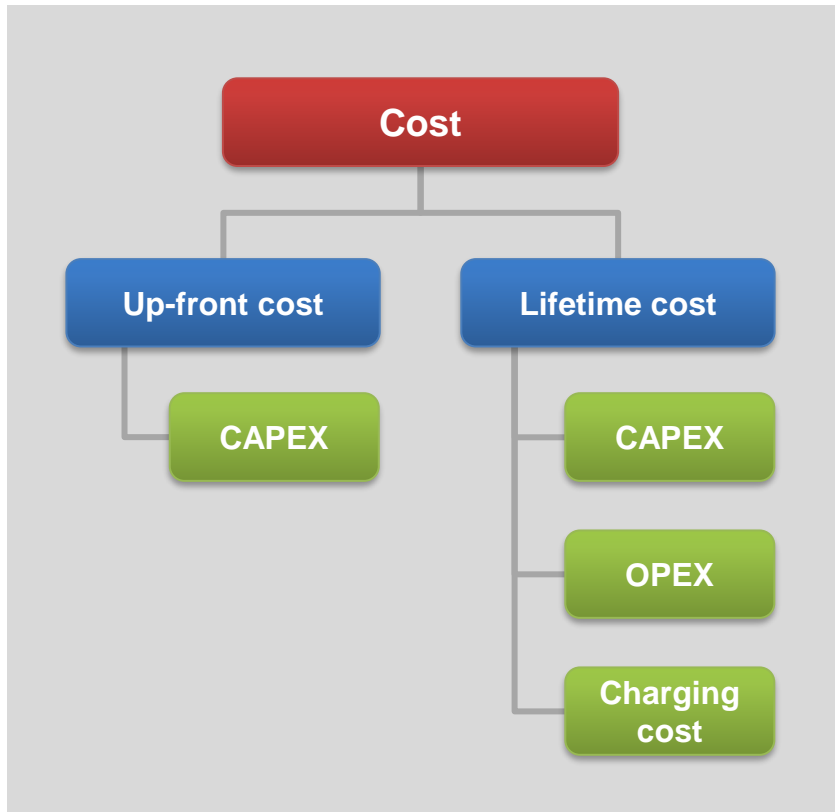 Cost
Up-front cost
Lifetime cost
CAPEX
CAPEX
OPEX
Charging
cost